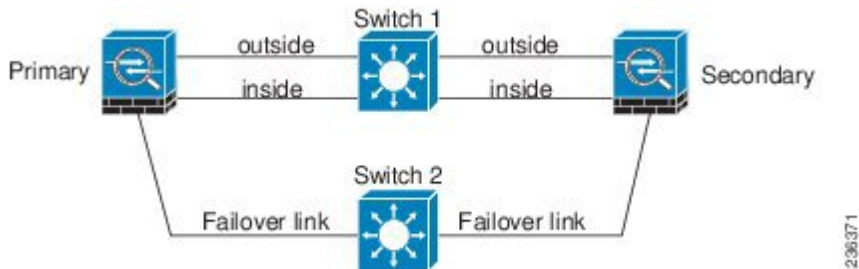 Switch 1
outside outside
Primary Secondary
inside inside
Switch 2
Failover link Failover link
236371